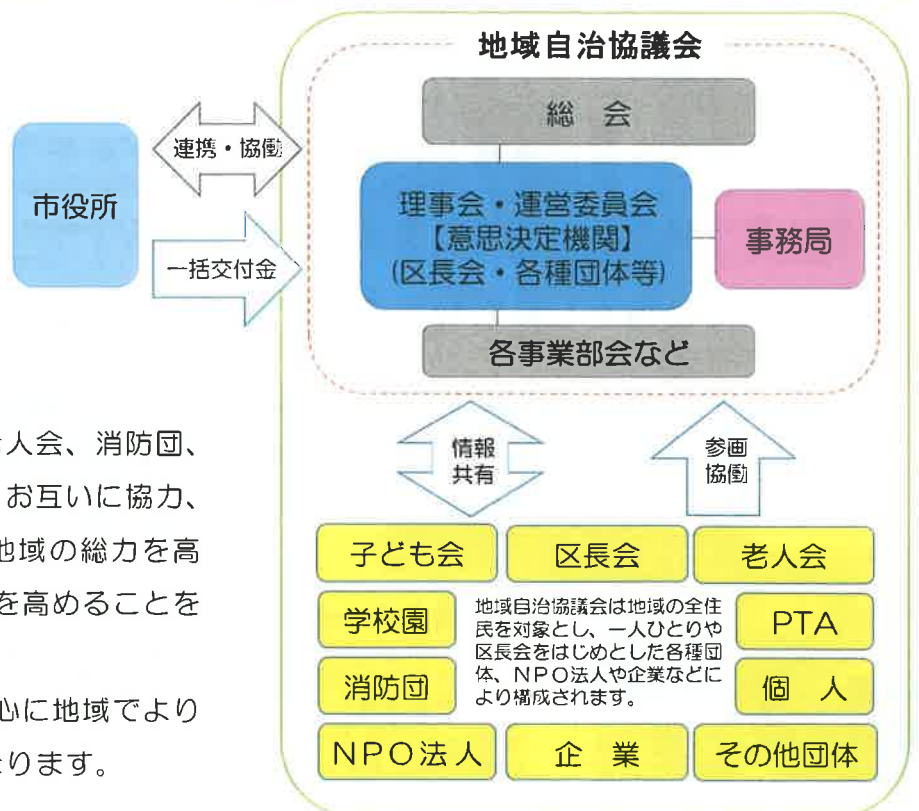 地域自治協議会
総 会
連携・協働
市役所
理事会・運営委員会
【意思決定機関】
(区長会・各種団体等)
事務局
一括交付金
各事業部会など
人会、消防団、
お互いに協力、
地域の総力を高
を高めることを
心に地域でより
ります。
情報
共有
参画
協働
子ども会
区長会
老人会
学校園
地域自治協議会は地域の全住
民を対象とし、一人ひとりや
区長会をはじめとした各種団
体、NPO法人や企業などに
より構成されます。
PTA
消防団
個 人
NPO法人
企 業
その他団体